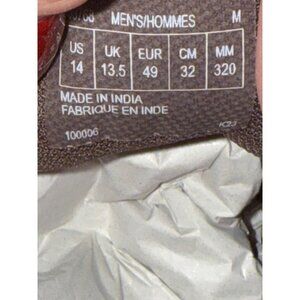 MEN'S/HOMMES M
US UK EUR CM MM
14 13.5 49 32 320
MADE IN INDIA
FABRIQUE EN INDE
100006